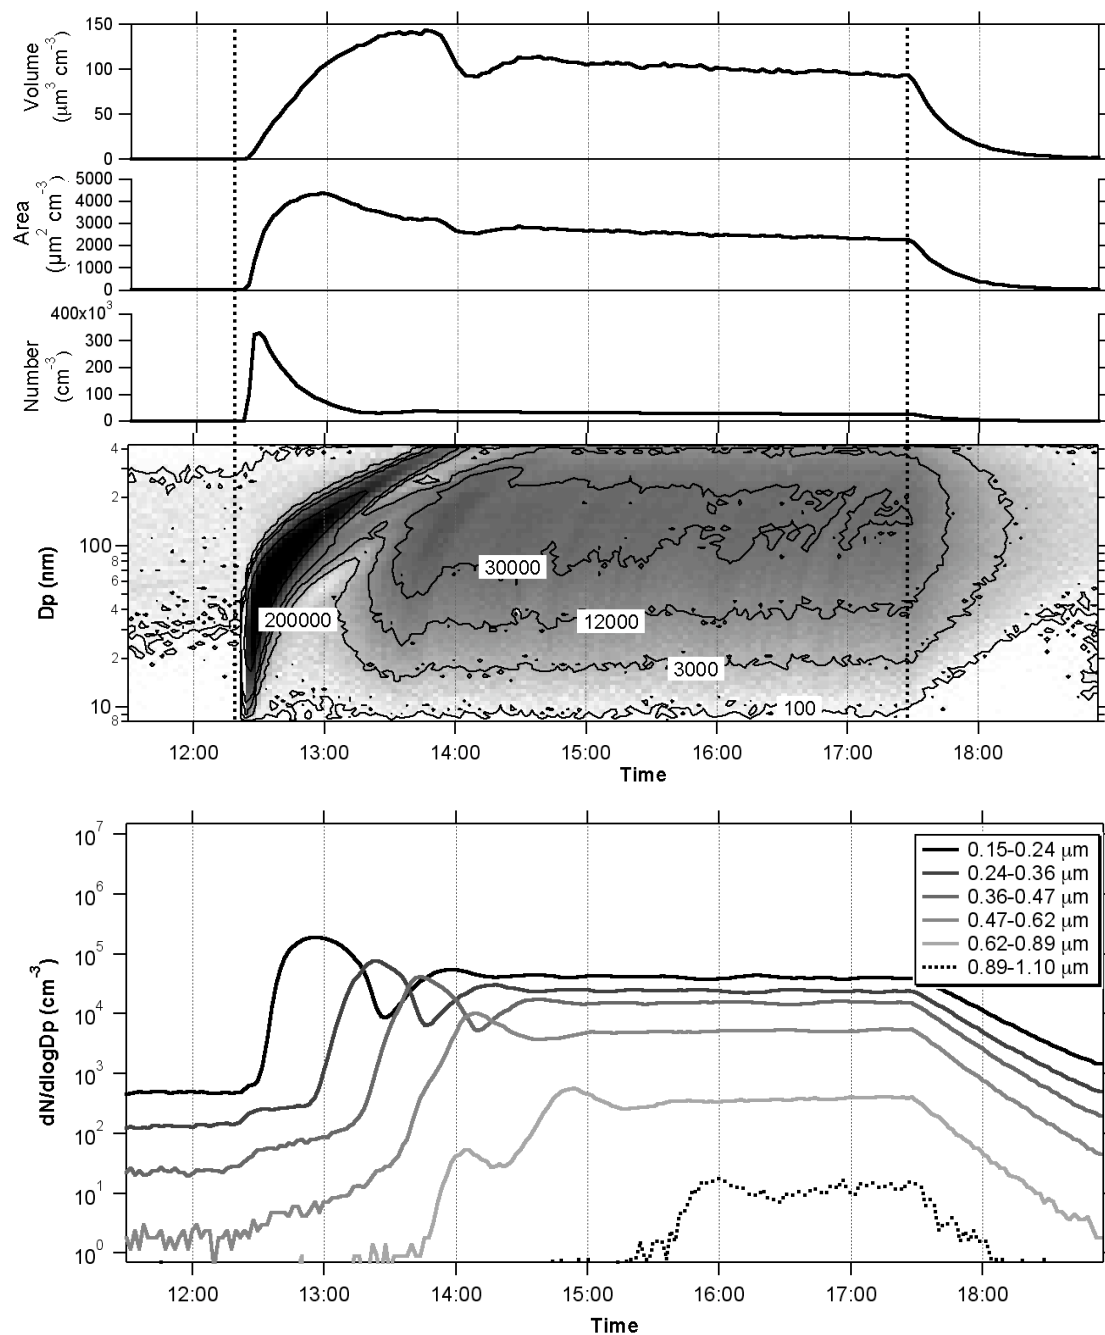 150
100
50
0
Volume
(μm³ cm⁻³)
5000
4000
3000
2000
1000
0
Area
(μm² cm⁻³)
400x10³
300
200
100
0
Number
(cm⁻³)
4
2
100
8
6
4
2
10
8
Dp (nm)
30000
200000
12000
3000
100
12:00 13:00 14:00 15:00 16:00 17:00 18:00
Time
10⁷
10⁶
10⁵
10⁴
10³
10²
10¹
10⁰
dN/dlogDp (cm⁻³)
0.15-0.24 μm
0.24-0.36 μm
0.36-0.47 μm
0.47-0.62 μm
0.62-0.89 μm
0.89-1.10 μm
12:00 13:00 14:00 15:00 16:00 17:00 18:00
Time